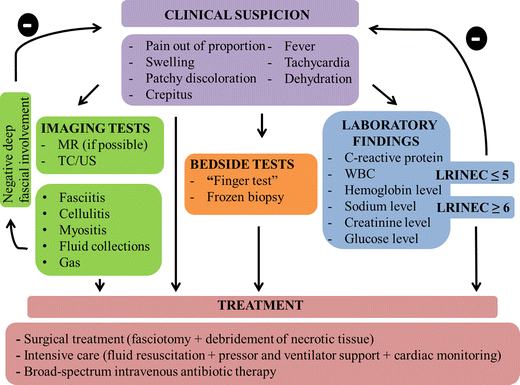 CLINICAL SUSPICION
- Pain out of proportion
- Swelling
- Patchy discoloration
- Crepitus
- Fever
- Tachycardia
- Dehydration
Negative deep
fascial involvement
IMAGING TESTS
- MR (if possible)
- TC/US
• Fasciitis
• Cellulitis
• Myositis
• Fluid collections
• Gas
BEDSIDE TESTS
- “Finger test”
- Frozen biopsy
LABORATORY
FINDINGS
- C-reactive protein
- WBC
- Hemoglobin level
- Sodium level
- Creatinine level
- Glucose level
LRINEC ≤ 5
LRINEC ≥ 6
TREATMENT
- Surgical treatment (fasciotomy + debridement of necrotic tissue)
- Intensive care (fluid resuscitation + pressor and ventilator support + cardiac monitoring)
- Broad-spectrum intravenous antibiotic therapy